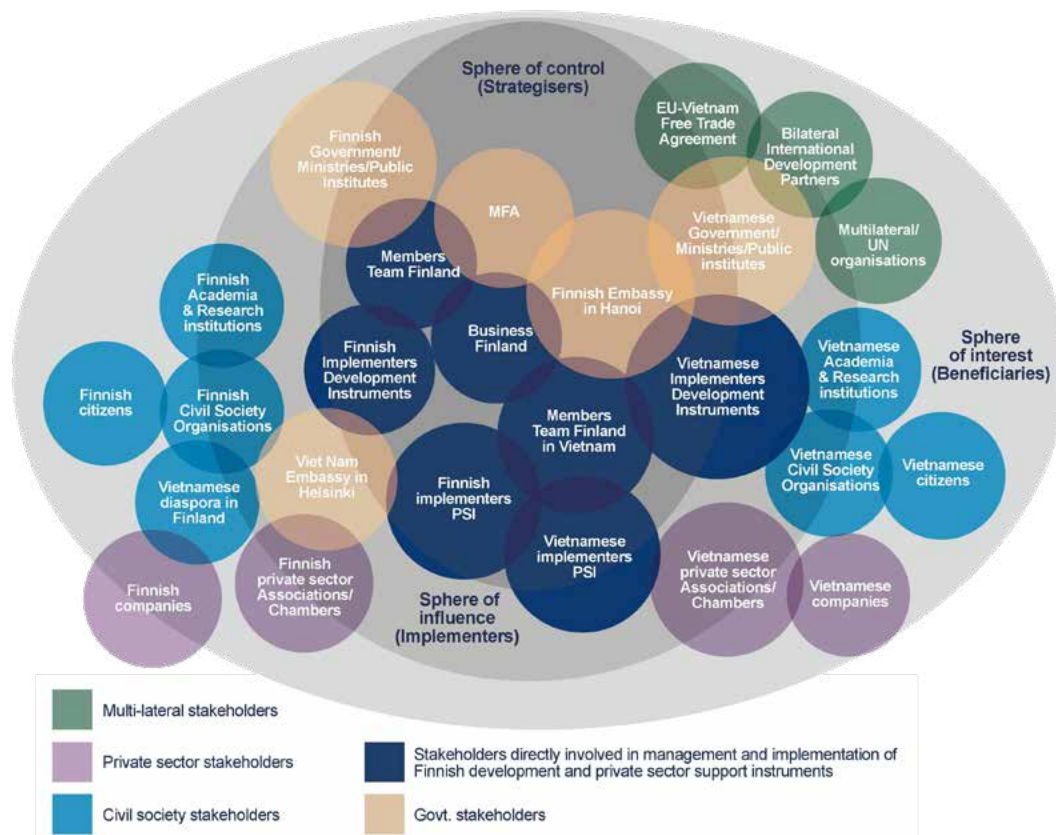 Sphere of control
(Strategisers)
EU-Vietnam
Free Trade
Agreement
Bilateral
International
Development
Partners
Finnish
Government/
Ministries/Public
institutes
MFA
Vietnamese
Government/
Ministries/Public
institutes
Multilateral/
UN
organisations
Members
Team Finland
Finnish Embassy
in Hanoi
Finnish
Academia
& Research
institutions
Business
Finland
Finnish
Implementers
Development
Instruments
Vietnamese
Implementers
Development
Instruments
Vietnamese
Academia
& Research
institutions
Sphere
of interest
(Beneficiaries)
Finnish
citizens
Finnish
Civil Society
Organisations
Members
Team Finland
in Vietnam
Viet Nam
Embassy in
Helsinki
Vietnamese
Civil Society
Organisations
Vietnamese
citizens
Vietnamese
diaspora in
Finland
Finnish
implementers
PSI
Vietnamese
implementers
PSI
Finnish
companies
Finnish
private sector
Associations/
Chambers
Sphere of
influence
(Implementers)
Vietnamese
private sector
Associations/
Chambers
Vietnamese
companies
Multi-lateral stakeholders
Private sector stakeholders
Civil society stakeholders
Stakeholders directly involved in management and implementation of
Finnish development and private sector support instruments
Govt. stakeholders